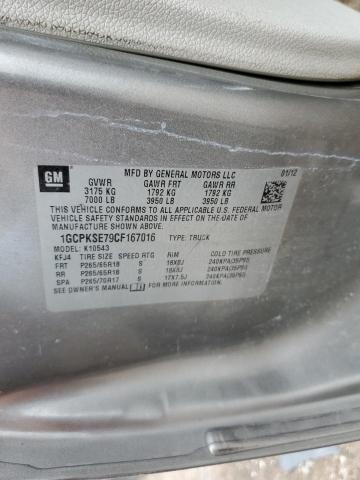 GM
MFD BY GENERAL MOTORS LLC 01/12
GVWR GAWR FRT GAWR RR
3175 KG 1792 KG 1792 KG
7000 LB 3950 LB 3950 LB
THIS VEHICLE CONFORMS TO ALL APPLICABLE U.S. FEDERAL MOTOR
VEHICLE SAFETY STANDARDS IN EFFECT ON THE DATE OF
MANUFACTURE SHOWN ABOVE.
1GCPKSE79CF167016 TYPE: TRUCK
MODEL: K10543
KFJ4 TIRE SIZE SPEED RTG RIM COLD TIRE PRESSURE
FRT P265/65R18 S 18X8J 240KPA(35PSI)
RR P265/65R18 S 18X8J 240KPA(35PSI)
SPA P265/70R17 S 17X7.5J 240KPA(35PSI)
SEE OWNER'S MANUAL FOR MORE INFORMATION.